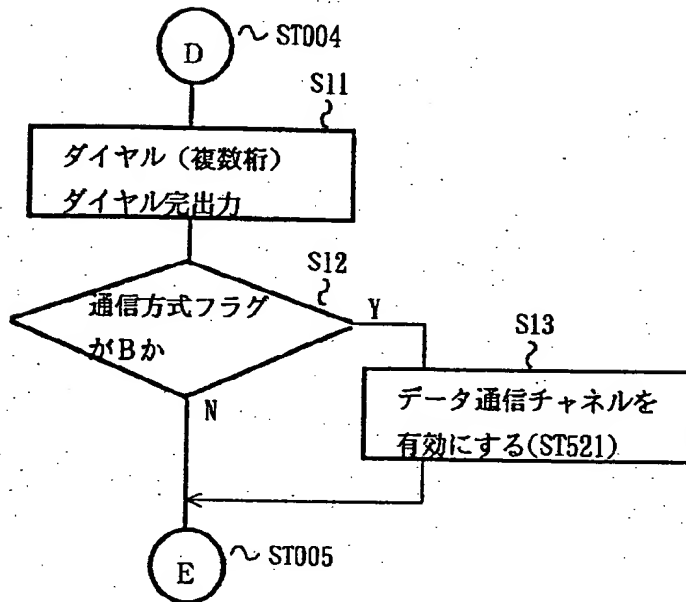 D
ST004
S11
ダイヤル（複数桁）
ダイヤル完出力
S12
通信方式フラグ
がBか
Y
N
S13
データ通信チャネルを
有効にする(ST521)
E
ST005